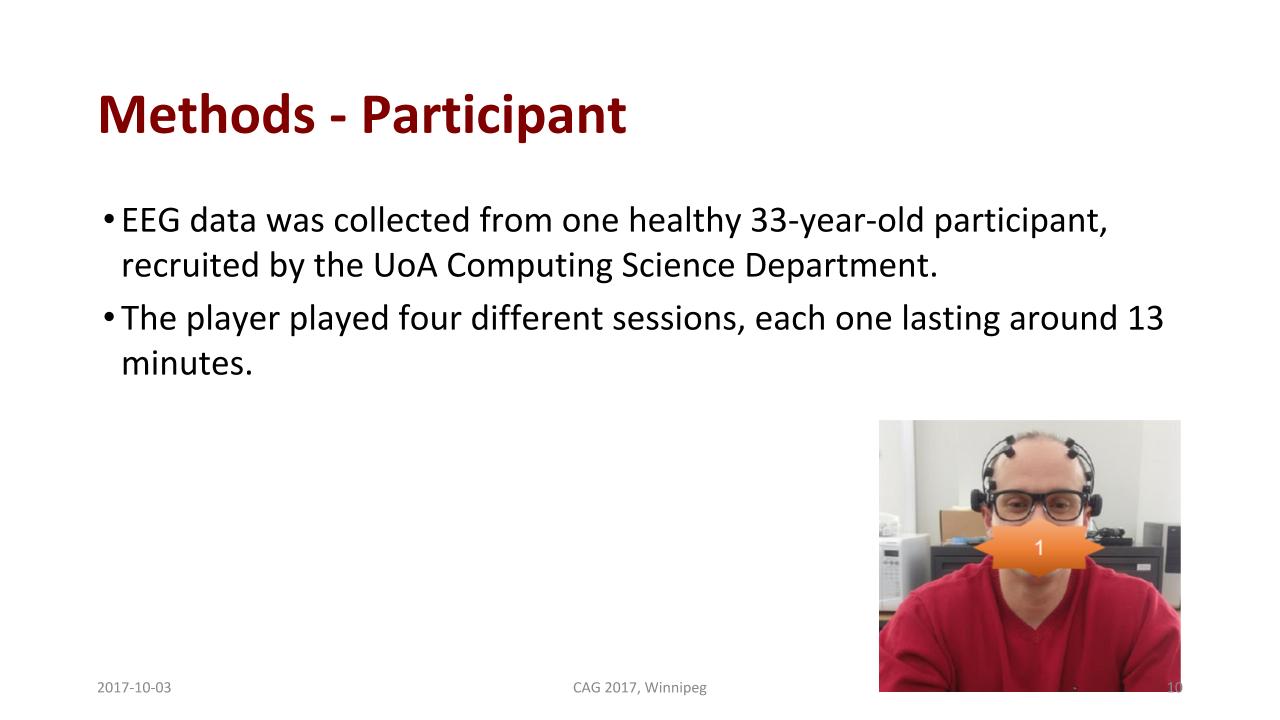 Methods - Participant
• EEG data was collected from one healthy 33-year-old participant,
recruited by the UoA Computing Science Department.
• The player played four different sessions, each one lasting around 13
minutes.
1
2017-10-03
CAG 2017, Winnipeg
10